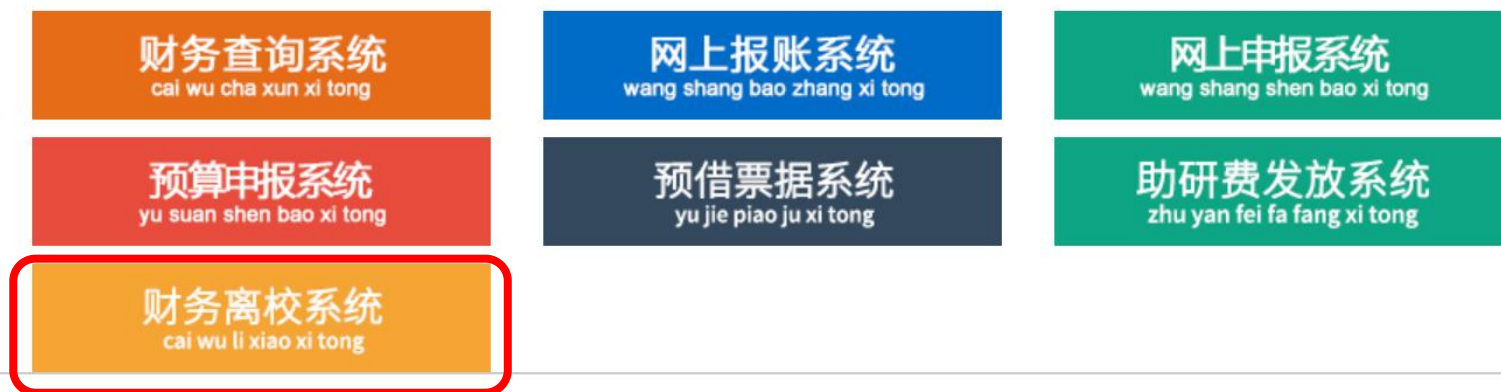 财务查询系统
cai wu cha xun xi tong
网上报账系统
wang shang bao zhang xi tong
网上申报系统
wang shang shen bao xi tong
预算申报系统
yu suan shen bao xi tong
预借票据系统
yu jie piao ju xi tong
助研费发放系统
zhu yan fei fa fang xi tong
财务离校系统
cai wu li xiao xi tong